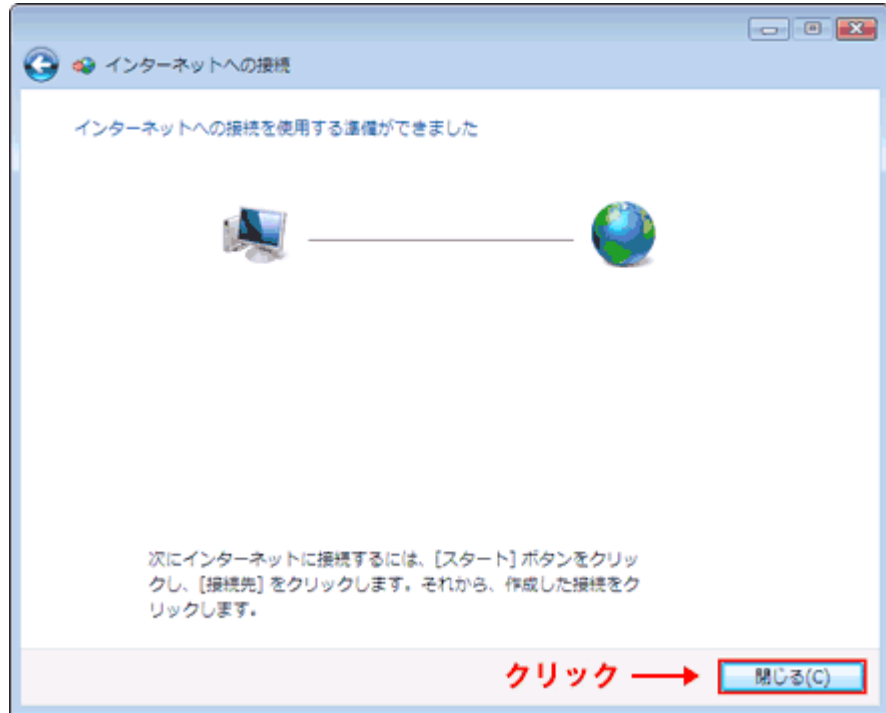 インターネットへの接続
インターネットへの接続を使用する準備ができました
次にインターネットに接続するには、[スタート] ボタンをクリッ
クし、[接続先] をクリックします。それから、作成した接続をク
リックします。
クリック
閉じる(C)